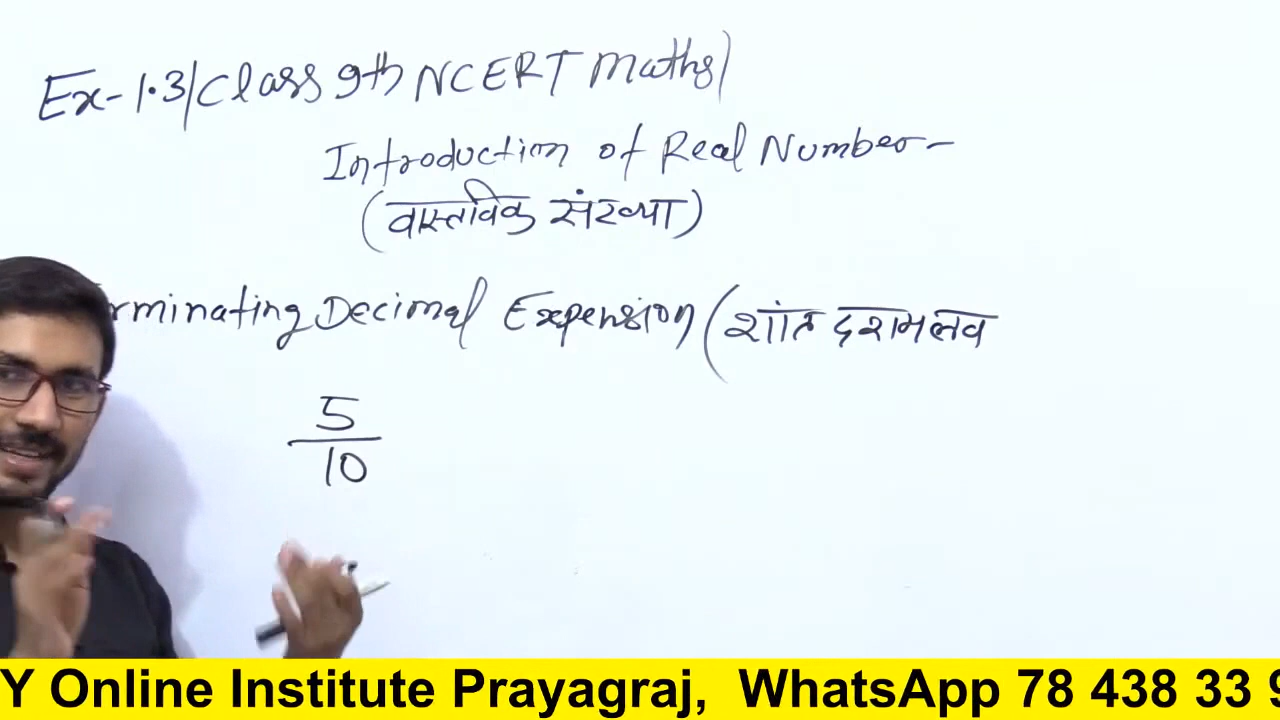 Ex-1.3/Class 9th NCERT Maths)
Introduction of Real Number-
(वास्तविक संख्या)
rminating Decimal Expension (शांत दशमलव
5
10
Y Online Institute Prayagraj, WhatsApp 78 438 33 9